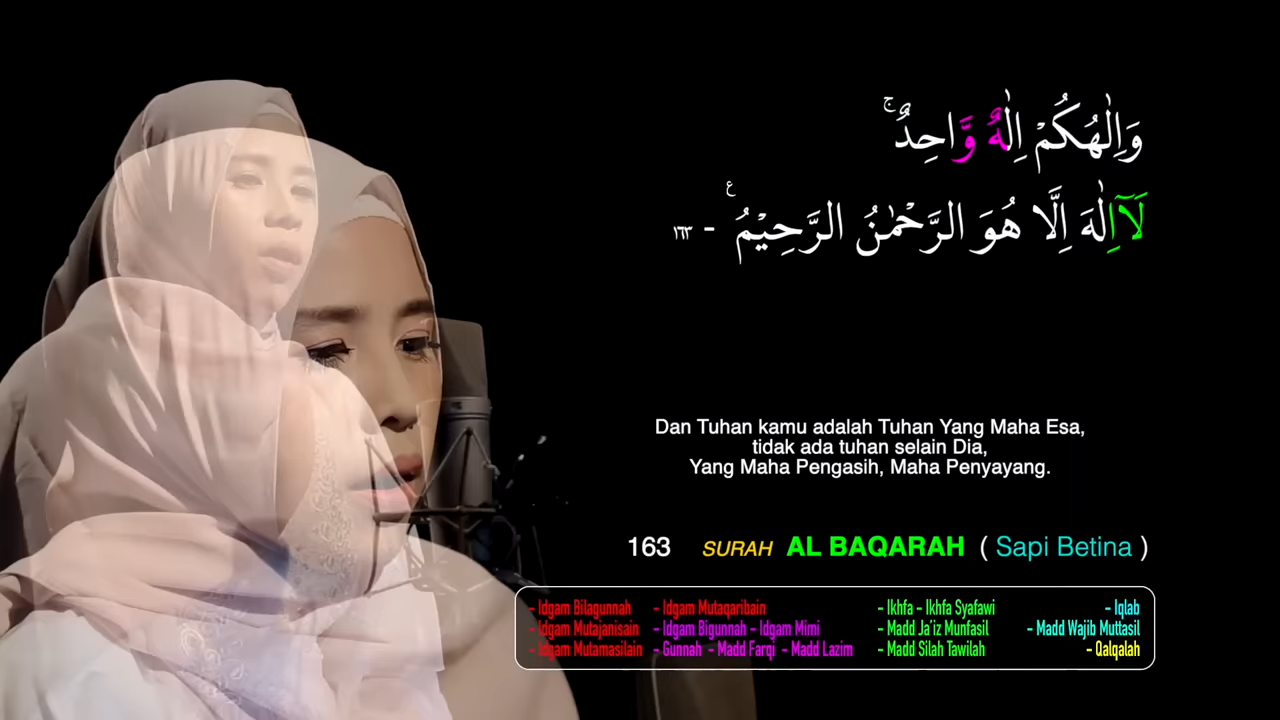 وَاِلٰهُكُمْ اِلٰهٌ وَّاحِدٌۚ
لَآاِلٰهَ اِلَّا هُوَ الرَّحْمٰنُ الرَّحِيْمُ ࣖ - ١٦٣
Dan Tuhan kamu adalah Tuhan Yang Maha Esa,
tidak ada tuhan selain Dia,
Yang Maha Pengasih, Maha Penyayang.
163 SURAH AL BAQARAH ( Sapi Betina )
- Idgam Bilagunnah - Idgam Mutaqaribain - Ikhfa - Ikhfa Syafawi - Iqlab
- Idgam Mutajanisain - Idgam Bigunnah - Idgam Mimi - Madd Ja'iz Munfasil - Madd Wajib Muttasil
- Idgam Mutamasilain - Gunnah - Madd Farqi - Madd Lazim - Madd Silah Tawilah - Qalqalah